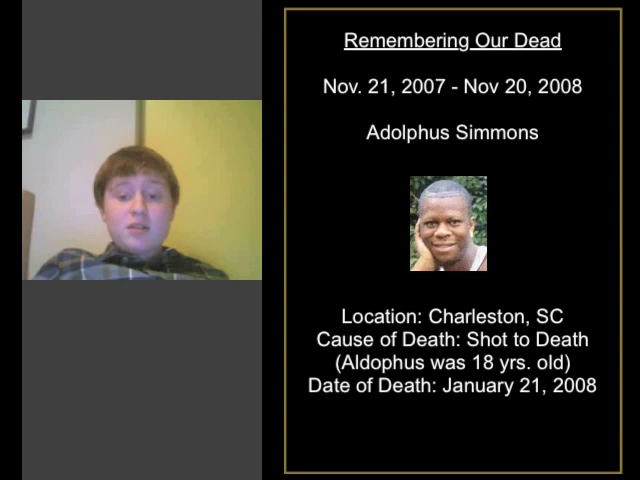 Remembering Our Dead
Nov. 21, 2007 - Nov 20, 2008
Adolphus Simmons
Location: Charleston, SC
Cause of Death: Shot to Death
(Aldophus was 18 yrs. old)
Date of Death: January 21, 2008